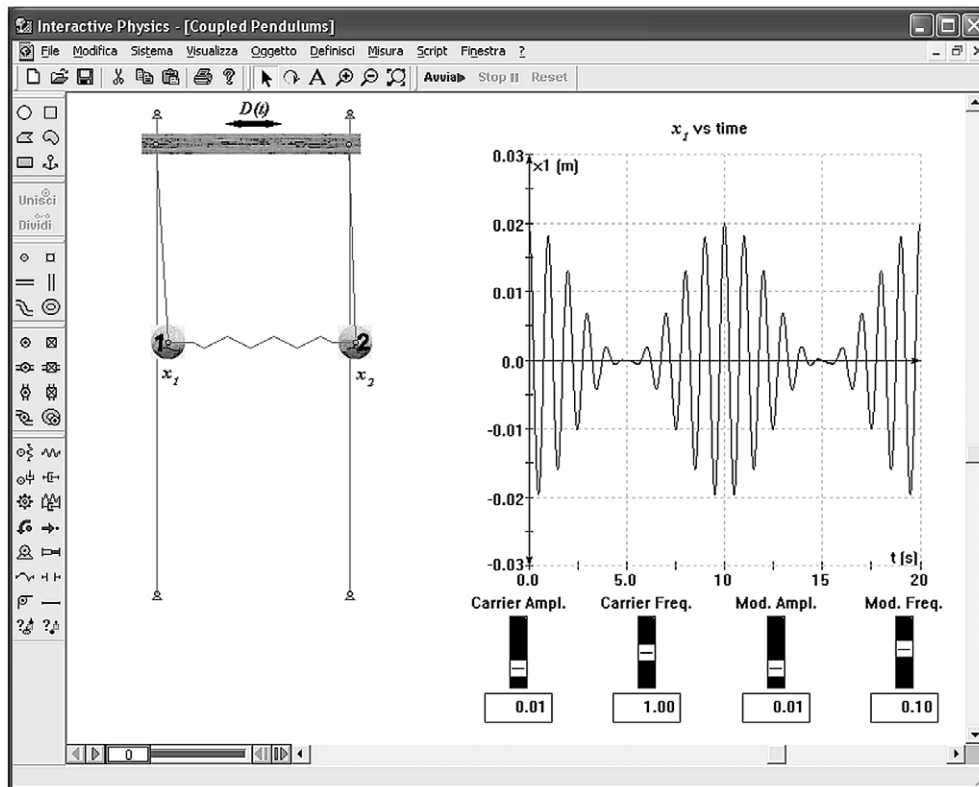 Interactive Physics - [Coupled Pendulums]
File Modifica Sistema Visualizza Oggetto Definisci Misura Script Finestra ?
Avvia Stop Reset
Unisci
Dividi
D(t)
1 2
x₁ x₂
x₁ vs time
x1 (m)
0.03
0.02
0.01
0.0
-0.01
-0.02
-0.03
t (s)
0.0 5.0 10 15 20
Carrier Ampl. Carrier Freq. Mod. Ampl. Mod. Freq.
0.01 1.00 0.01 0.10
0